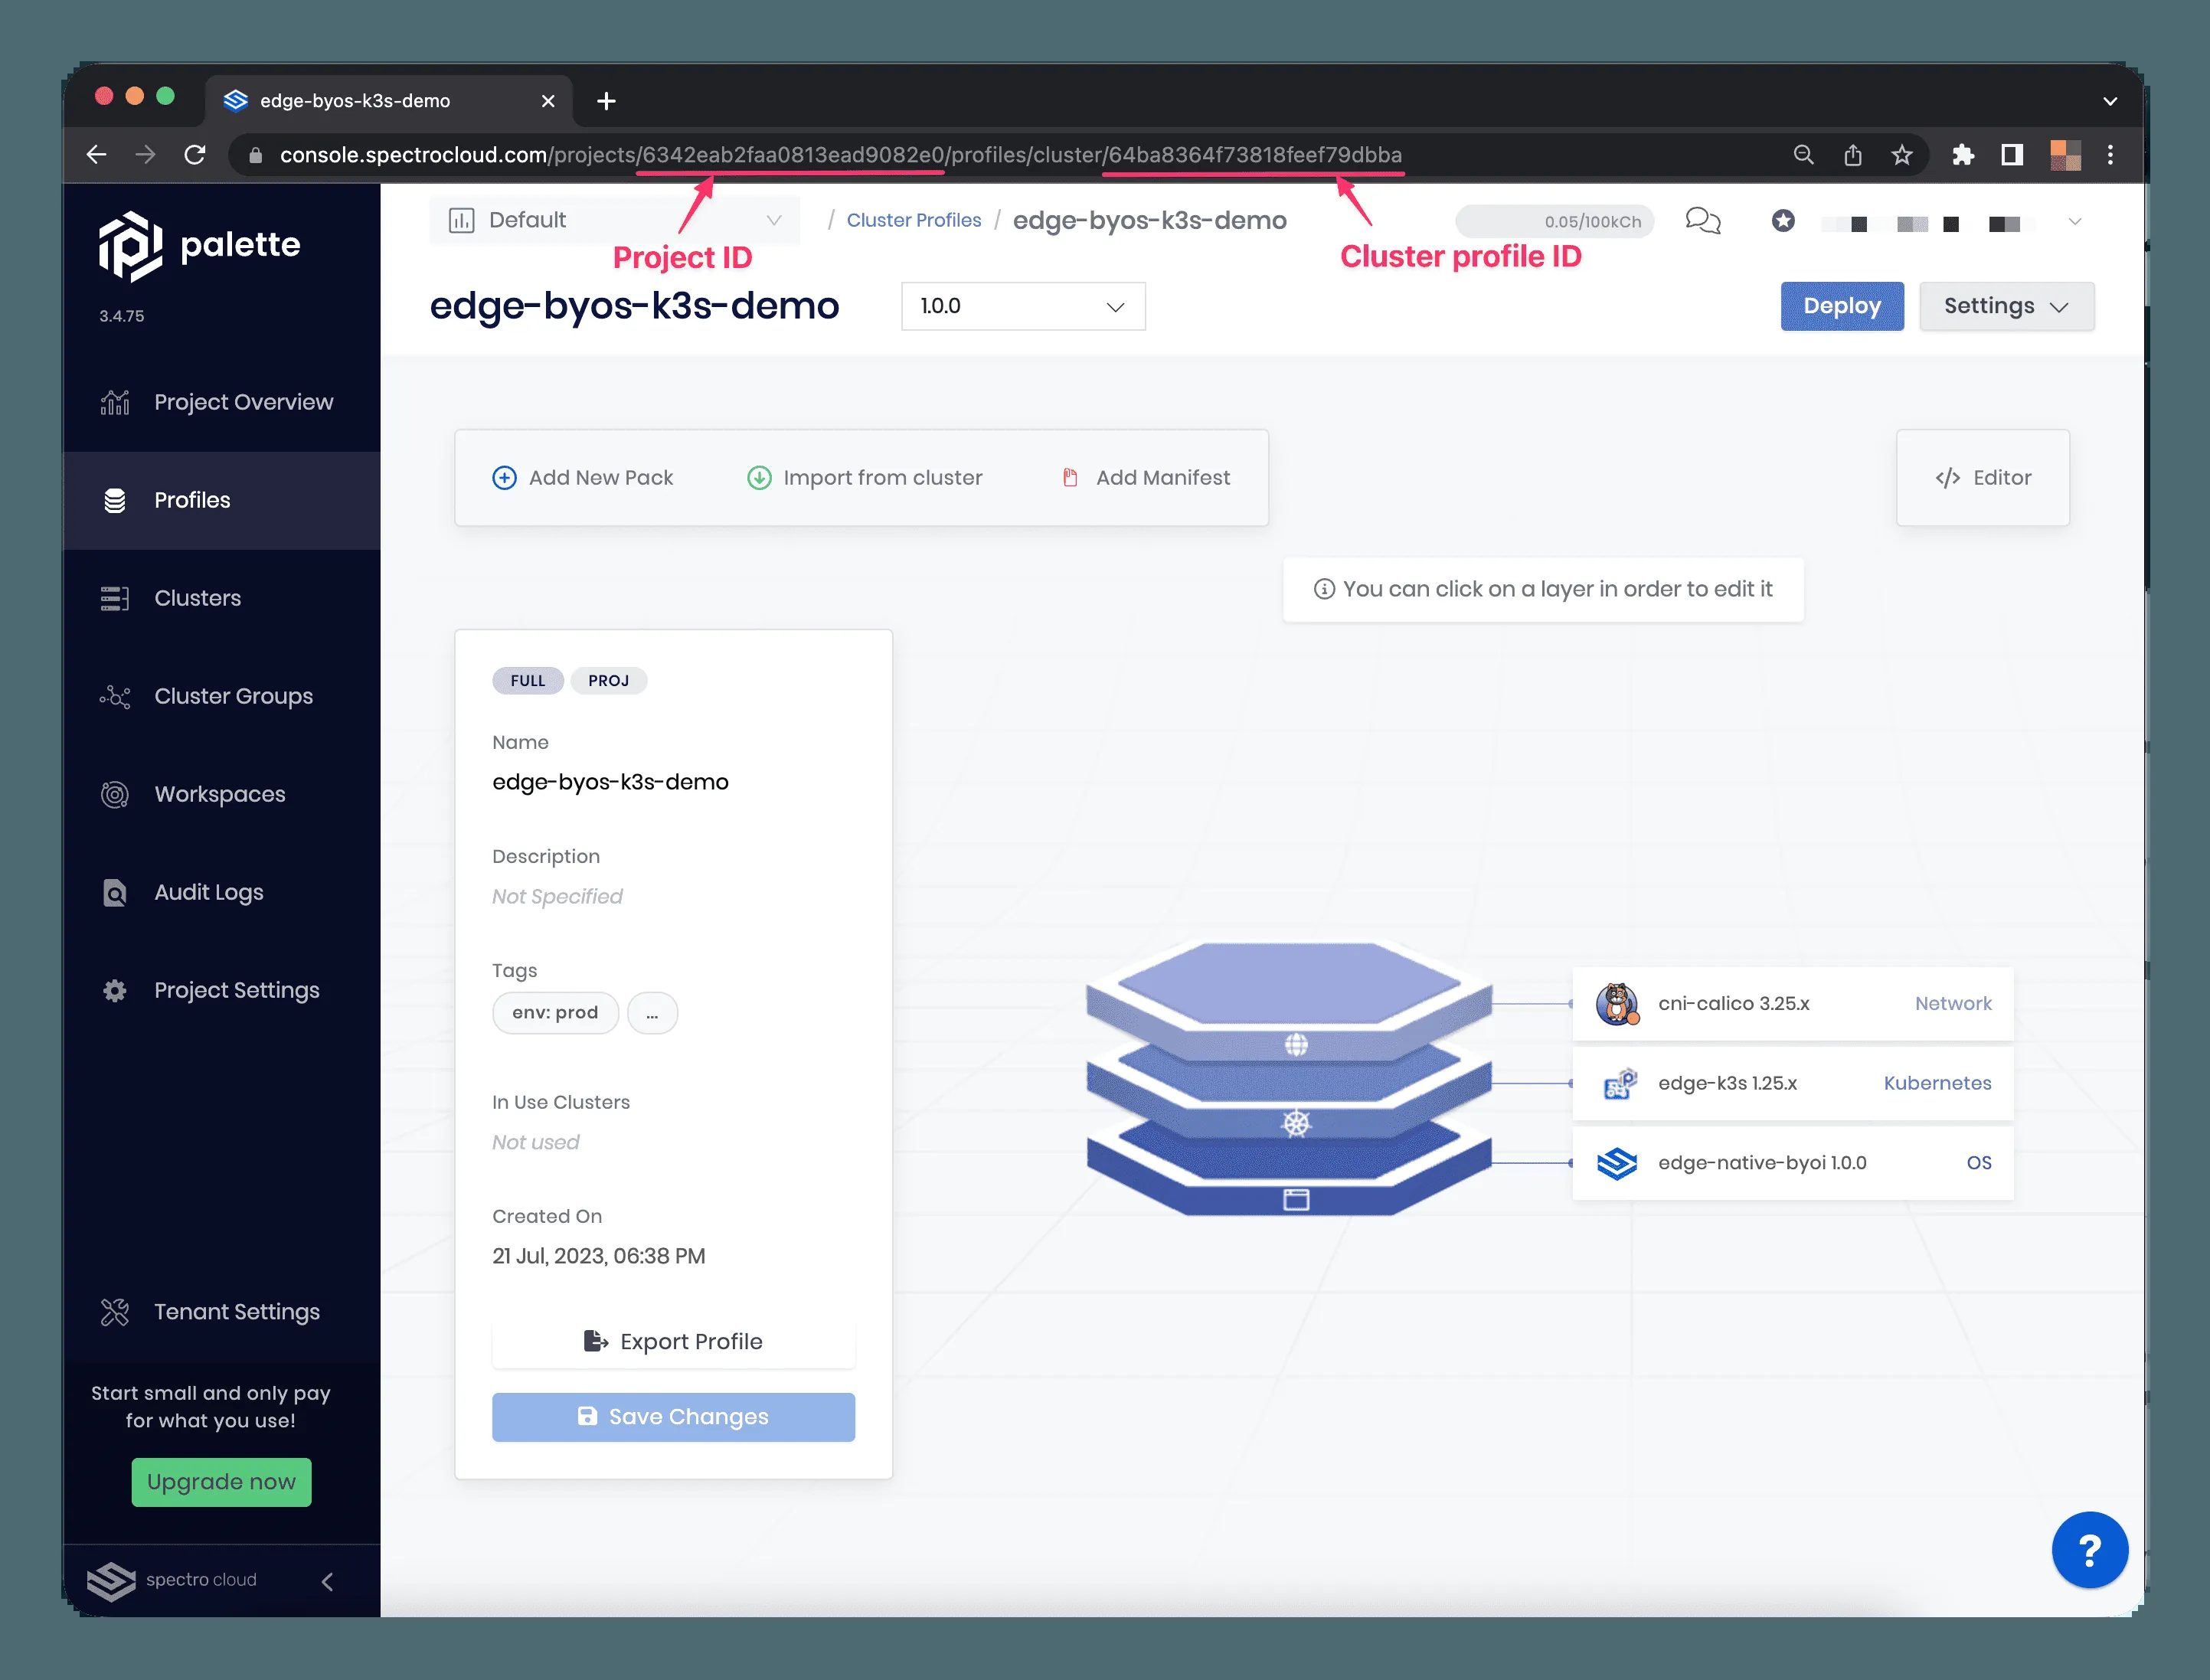 edge-byos-k3s-demo
console.spectrocloud.com/projects/6342eab2faa0813ead9082e0/profiles/cluster/64ba8364f73818feef79dbba
Project ID
Cluster profile ID
palette
3.4.75
Default
/ Cluster Profiles / edge-byos-k3s-demo
0.05/100kCh
edge-byos-k3s-demo
1.0.0
Deploy
Settings
Project Overview
Profiles
Clusters
Cluster Groups
Workspaces
Audit Logs
Project Settings
Tenant Settings
Start small and only pay
for what you use!
Upgrade now
spectro cloud
Add New Pack
Import from cluster
Add Manifest
</> Editor
You can click on a layer in order to edit it
FULL
PROJ
Name
edge-byos-k3s-demo
Description
Not Specified
Tags
env: prod
...
In Use Clusters
Not used
Created On
21 Jul, 2023, 06:38 PM
Export Profile
Save Changes
cni-calico 3.25.x
Network
edge-k3s 1.25.x
Kubernetes
edge-native-byoi 1.0.0
OS
?